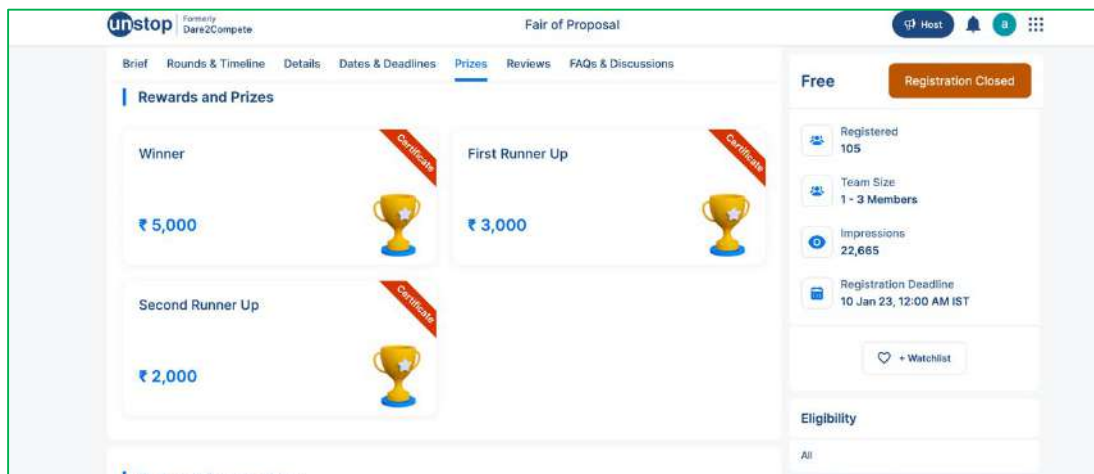 unstop
Formerly
Dare2Compete
Fair of Proposal
Host
a
Brief Rounds & Timeline Details Dates & Deadlines Prizes Reviews FAQs & Discussions
Rewards and Prizes
Winner
Certificate
₹ 5,000
First Runner Up
Certificate
₹ 3,000
Second Runner Up
Certificate
₹ 2,000
Free
Registration Closed
Registered
105
Team Size
1 - 3 Members
Impressions
22,665
Registration Deadline
10 Jan 23, 12:00 AM IST
+ Watchlist
Eligibility
All